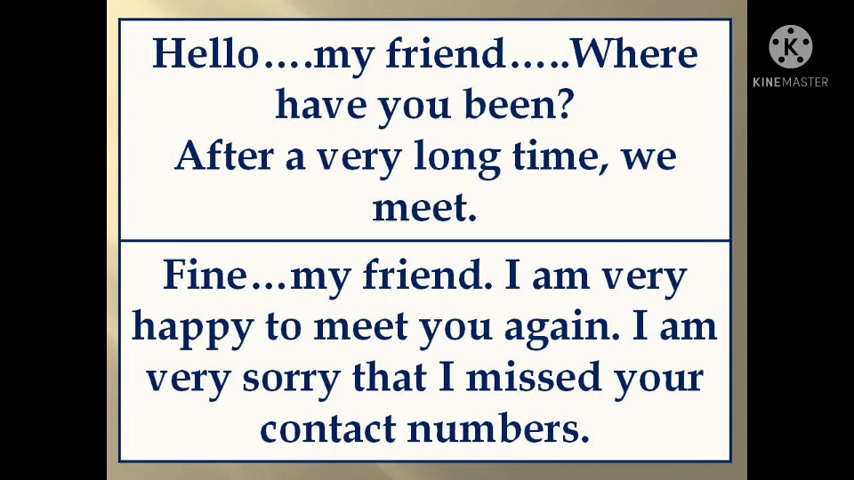 Hello….my friend…..Where
have you been?
After a very long time, we
meet.
Fine…my friend. I am very
happy to meet you again. I am
very sorry that I missed your
contact numbers.
K
KINEMASTER